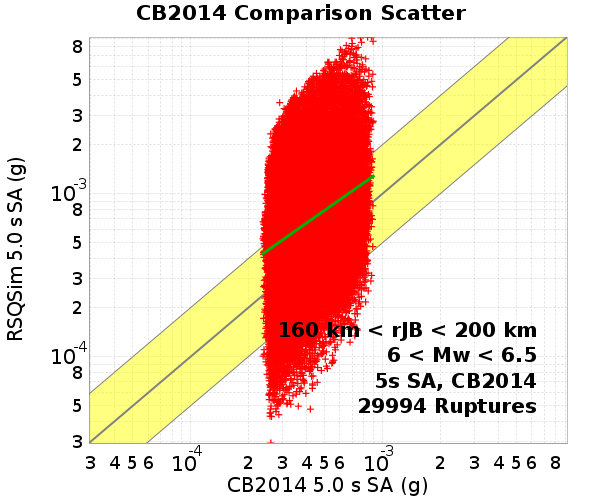 CB2014 Comparison Scatter
RSQSim 5.0 s SA (g)
8
5
3
2
10-3
8
5
3
2
10-4
8
5
3
160 km < rJB < 200 km
6 < Mw < 6.5
5s SA, CB2014
29994 Ruptures
3 4 5 6 10-4 2 3 4 5 6 10-3 2 3 4 5 6 8
CB2014 5.0 s SA (g)